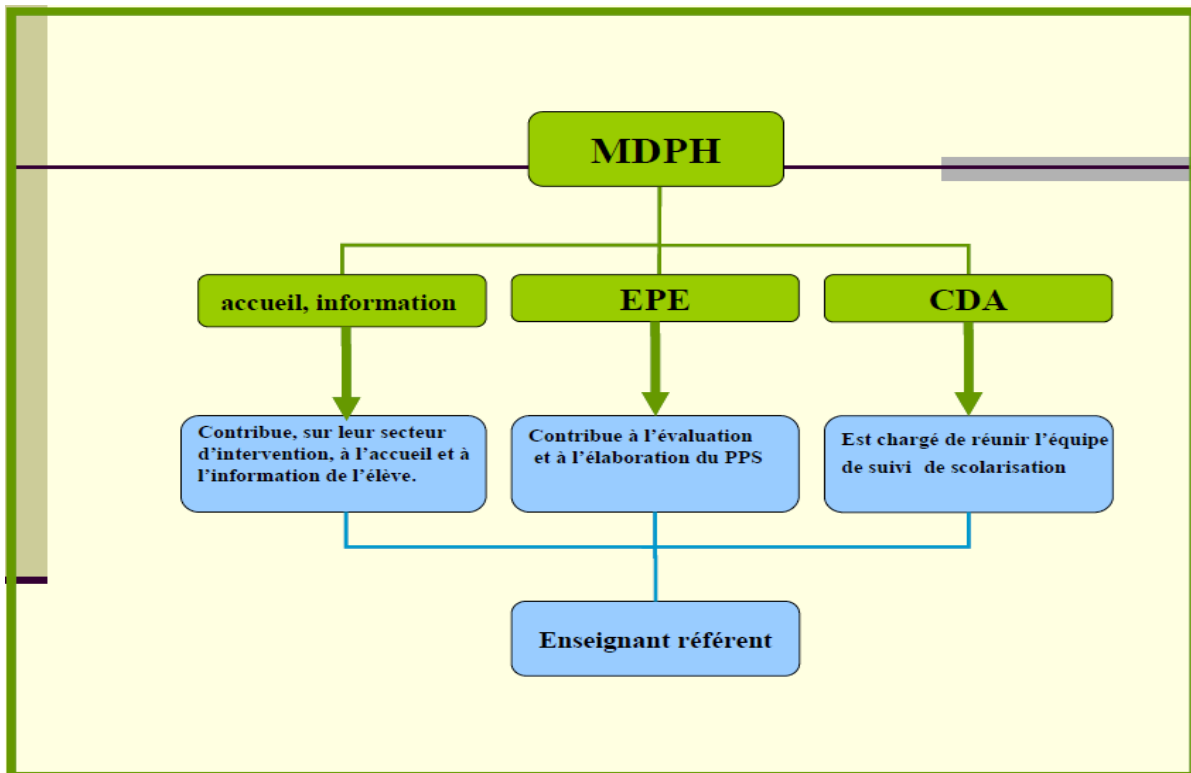 MDPH
accueil, information
EPE
CDA
Contribue, sur leur secteur
d'intervention, à l'accueil et à
l'information de l'élève.
Contribue à l'évaluation
et à l'élaboration du PPS
Est chargé de réunir l'équipe
de suivi de scolarisation
Enseignant référent